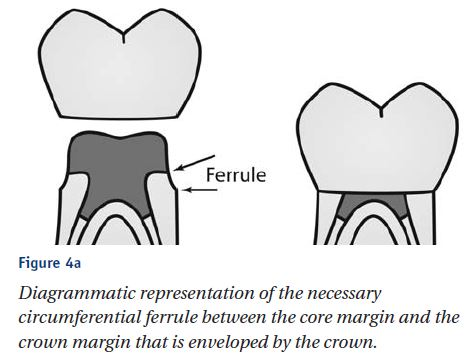 Ferrule
Figure 4a
Diagrammatic representation of the necessary
circumferential ferrule between the core margin and the
crown margin that is enveloped by the crown.